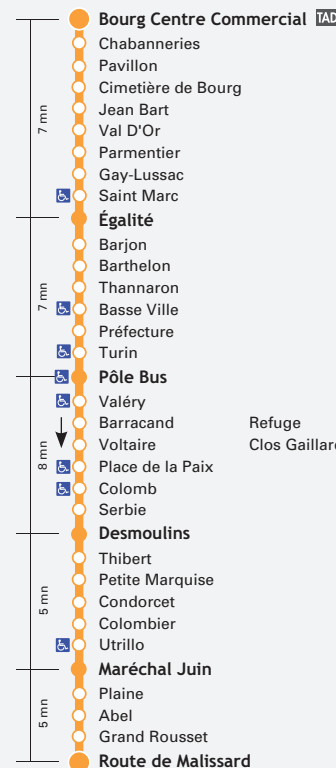 Bourg Centre Commercial TAD
Chabanneries
Pavillon
Cimetière de Bourg
Jean Bart
7 mn
Val D'Or
Parmentier
Gay-Lussac
Saint Marc
Égalité
Barjon
Barthelon
Thannaron
7 mn
Basse Ville
Préfecture
Turin
Pôle Bus
Valéry
Barracand Refuge
Voltaire Clos Gaillard
8 mn
Place de la Paix
Colomb
Serbie
Desmoulins
Thibert
Petite Marquise
Condorcet
5 mn
Colombier
Utrillo
Maréchal Juin
Plaine
5 mn
Abel
Grand Rousset
Route de Malissard